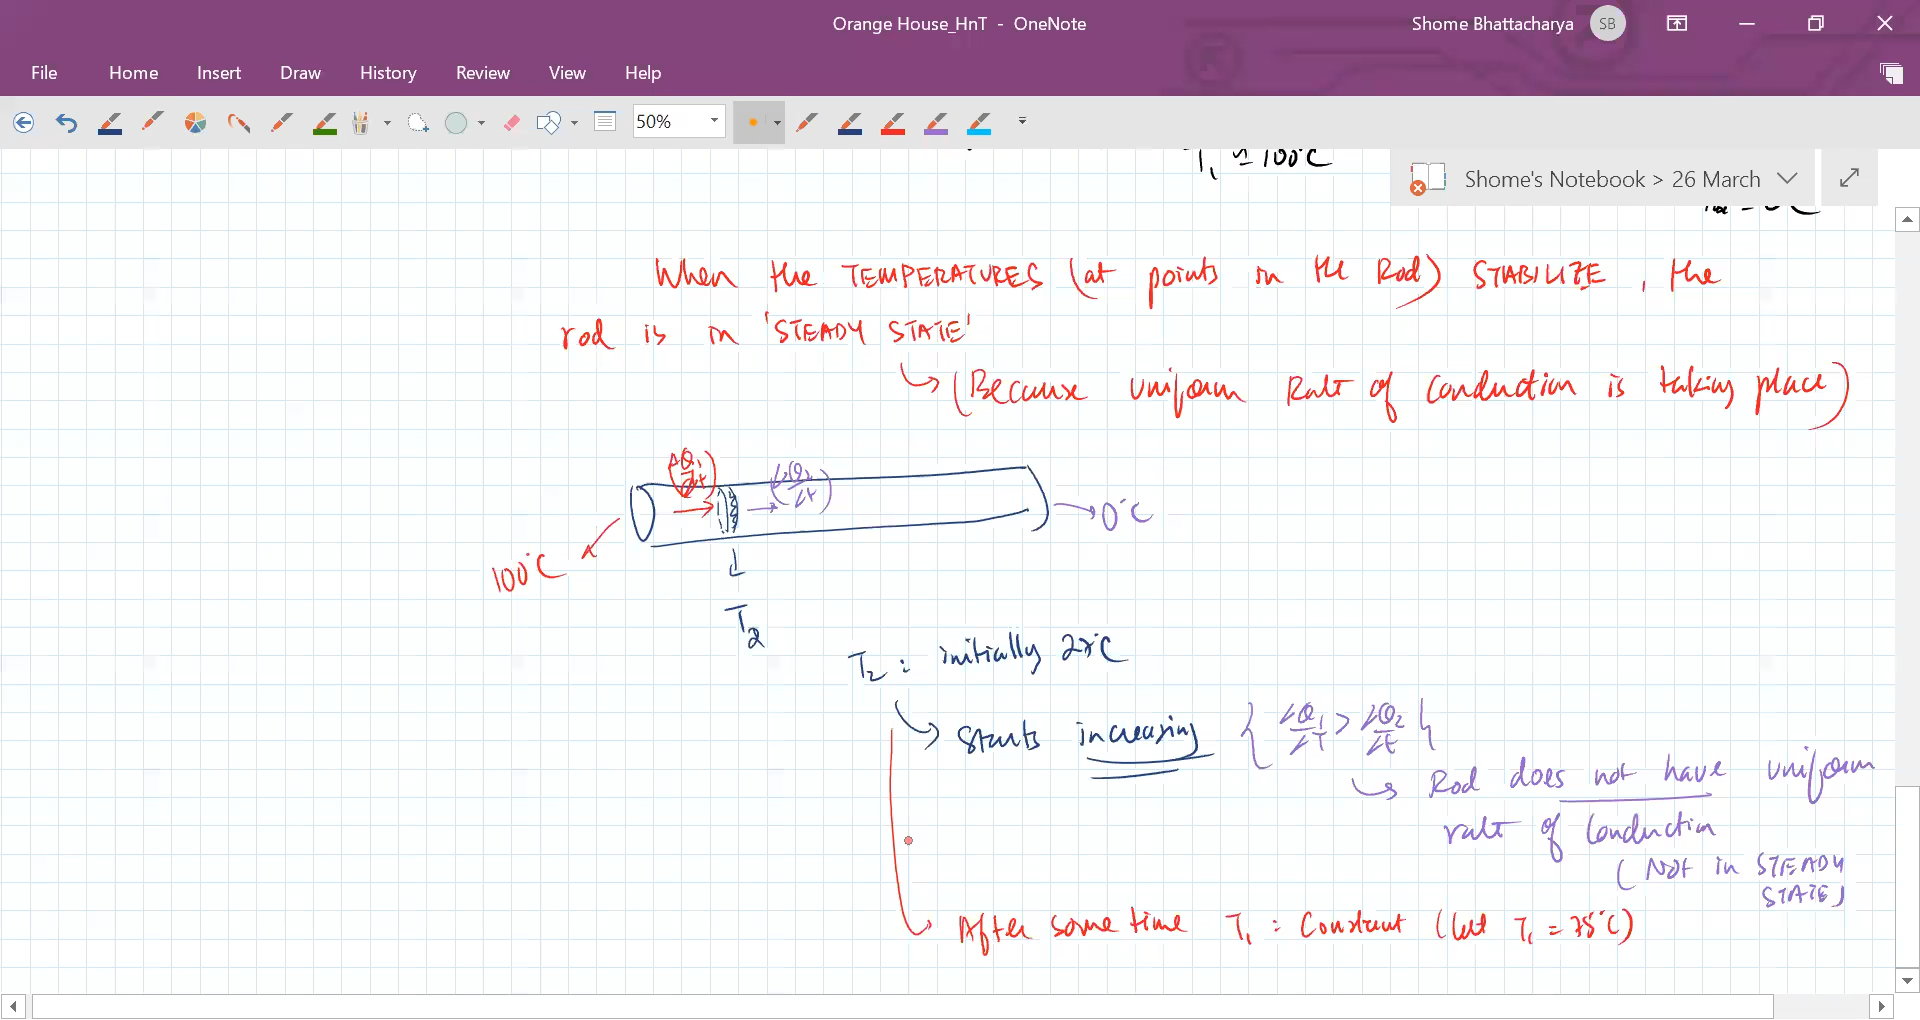 Orange House_HnT - OneNote
Shome Bhattacharya SB
File Home Insert Draw History Review View Help
50%
T₁ ≃ 100°C
Shome's Notebook > 26 March
When the TEMPERATURES (at points in the Rod) STABILIZE, the
rod is in 'STEADY STATE'
(Because uniform Rate of Conduction is taking place)
(ΔQ₁/Δt) (ΔQ₂/Δt)
0°C
100°C
T₂
T₂ : initially
Starts increasing {ΔQ₁/ΔT > ΔQ₂/Δt}
Rod does not have uniform
rate of Conduction
(Not in STEADY
STATE)
After some time T₁ : Constant (let T₁ = 75°C)